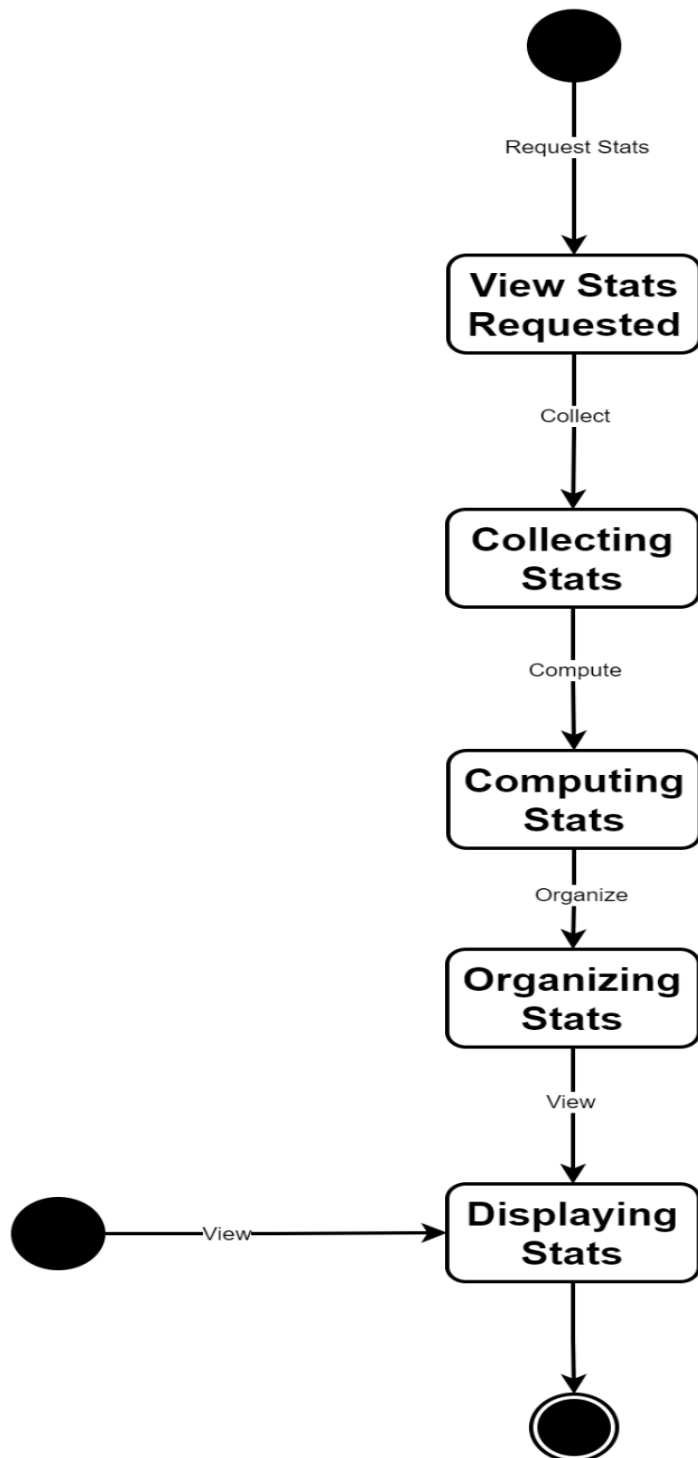 Request Stats
View Stats
Requested
Collect
Collecting
Stats
Compute
Computing
Stats
Organize
Organizing
Stats
View
View
Displaying
Stats